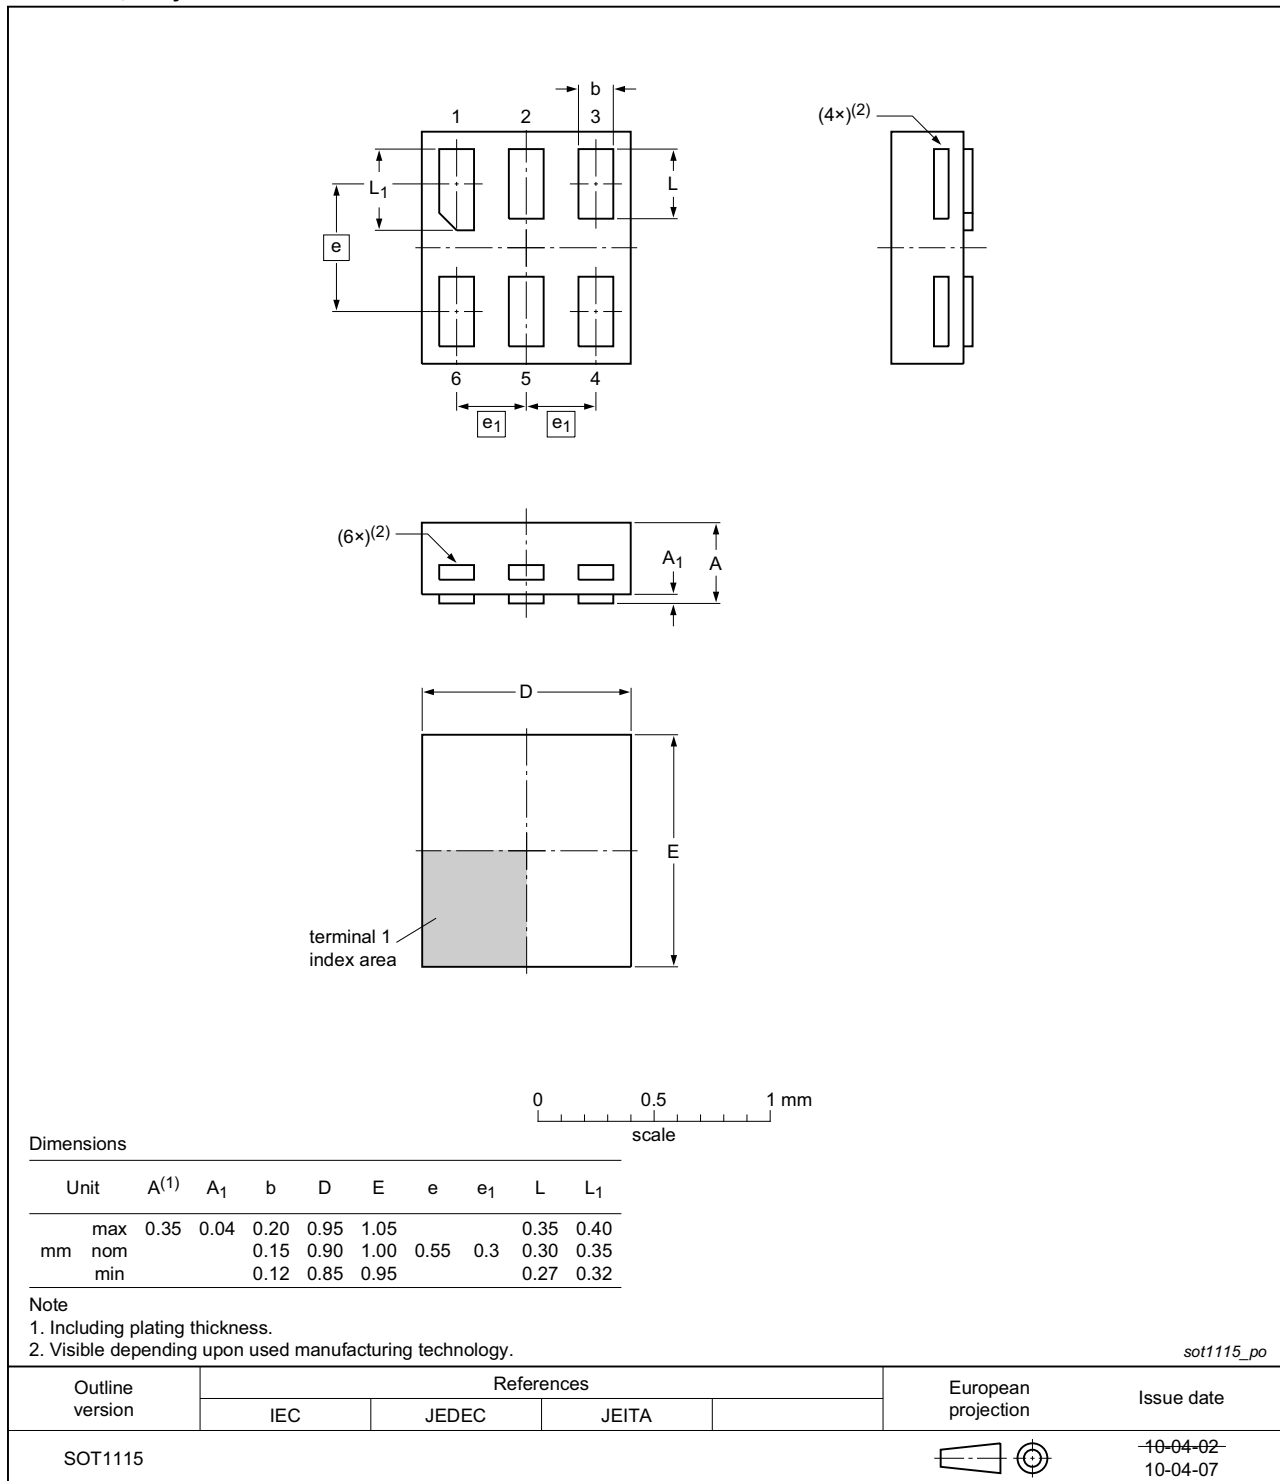 b
1 2 3
(4×)(2)
L1
L
e
6 5 4
e1 e1
(6×)(2)
A1
A
D
E
terminal 1
index area
0 0.5 1 mm
scale
Dimensions
Unit A(1) A1 b D E e e1 L L1
max 0.35 0.04 0.20 0.95 1.05 0.35 0.40
mm nom 0.15 0.90 1.00 0.55 0.3 0.30 0.35
min 0.12 0.85 0.95 0.27 0.32
Note
1. Including plating thickness.
2. Visible depending upon used manufacturing technology.
sot1115_po
Outline version References European projection Issue date
IEC JEDEC JEITA
SOT1115
10-04-02
10-04-07